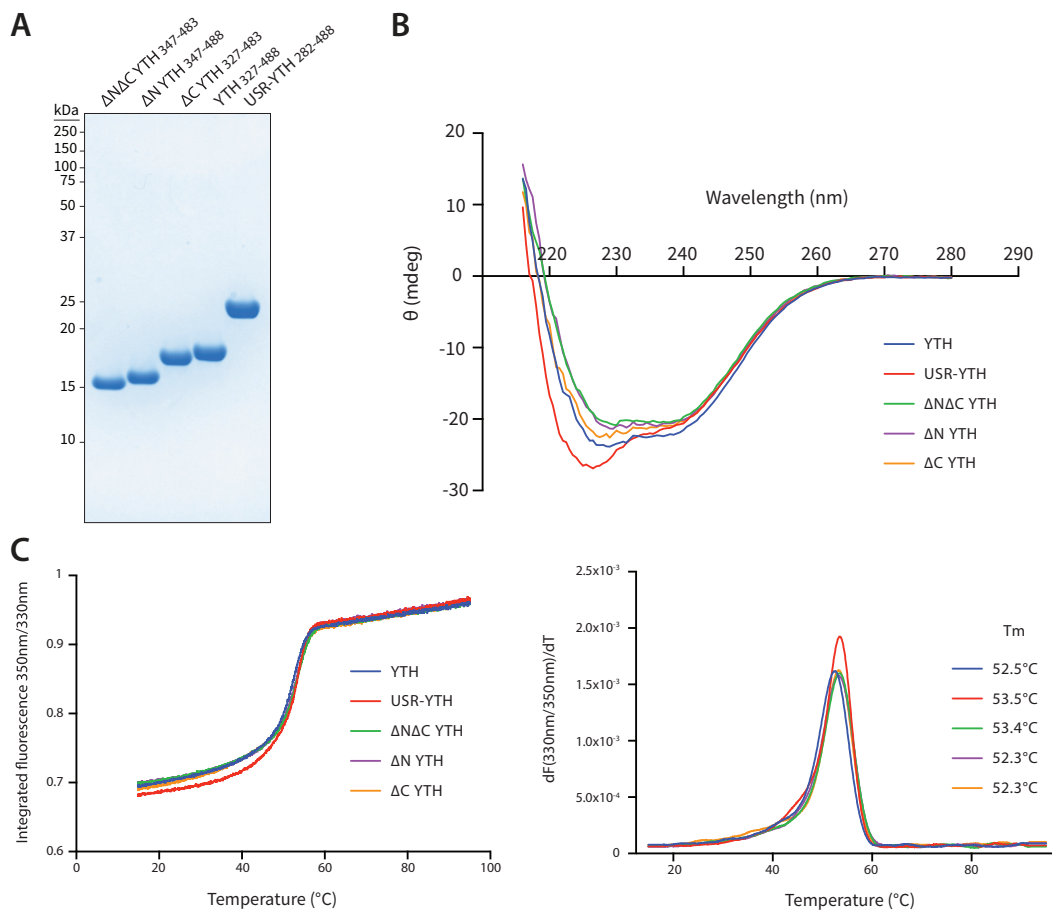 A
ΔNΔC YTH 347-483
ΔN YTH 347-488
ΔC YTH 327-483
YTH 327-488
USR-YTH 282-488
kDa
250
150
100
75
50
37
25
20
15
10
B
20
10
0
-10
-20
-30
θ (mdeg)
Wavelength (nm)
220 230 240 250 260 270 280 290
YTH
USR-YTH
ΔNΔC YTH
ΔN YTH
ΔC YTH
C
1
0.9
0.8
0.7
0.6
Integrated fluorescence 350nm/330nm
0 20 40 60 80 100
Temperature (°C)
YTH
USR-YTH
ΔNΔC YTH
ΔN YTH
ΔC YTH
2.5x10-3
2.0x10-3
1.5x10-3
1.0x10-3
5.0x10-4
0
dF(330nm/350nm)/dT
20 40 60 80
Temperature (°C)
Tm
52.5°C
53.5°C
53.4°C
52.3°C
52.3°C